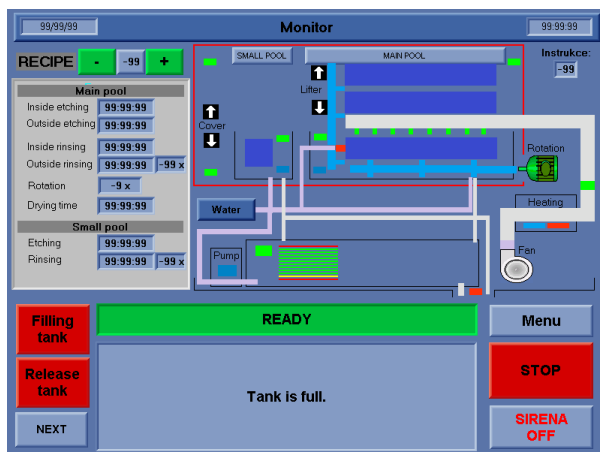 99/99/99
Monitor
99:99:99
RECIPE - -99 +
SMALL POOL
MAIN POOL
Instrukce:
-99
Main pool
Inside etching 99:99:99
Outside etching 99:99:99
Inside rinsing 99:99:99
Outside rinsing 99:99:99 -99 x
Rotation -9 x
Drying time 99:99:99
Small pool
Etching 99:99:99
Rinsing 99:99:99 -99 x
Lifter
Cover
Rotation
Water
Heating
Pump
Fan
Filling
tank
READY
Menu
Release
tank
Tank is full.
STOP
NEXT
SIRENA
OFF